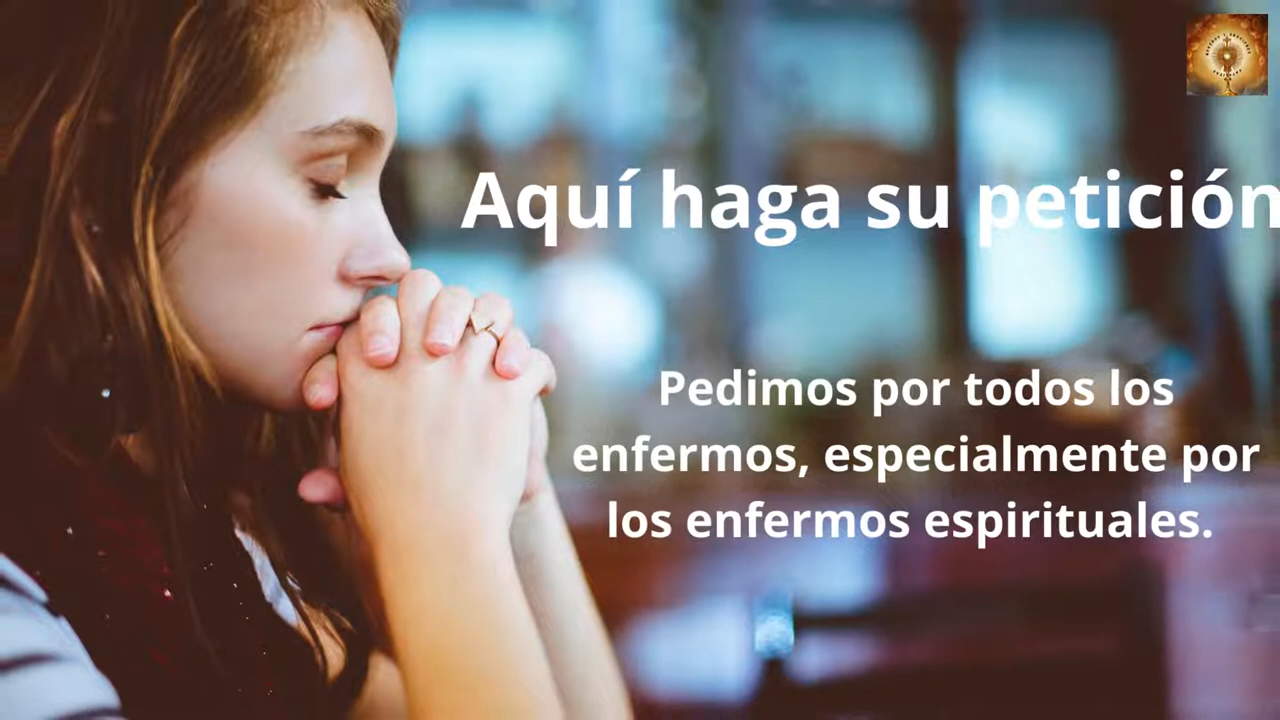 Aquí haga su petición
Pedimos por todos los
enfermos, especialmente por
los enfermos espirituales.